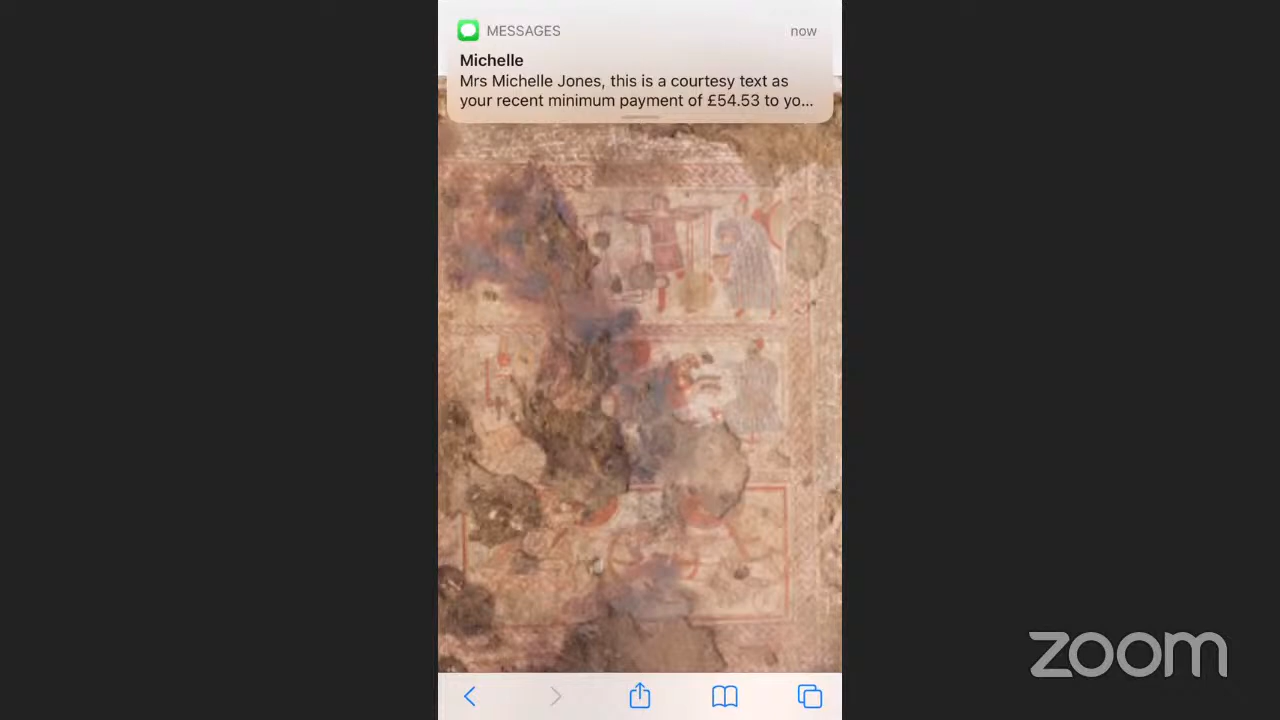 MESSAGES now
Michelle
Mrs Michelle Jones, this is a courtesy text as
your recent minimum payment of £54.53 to yo...
zoom